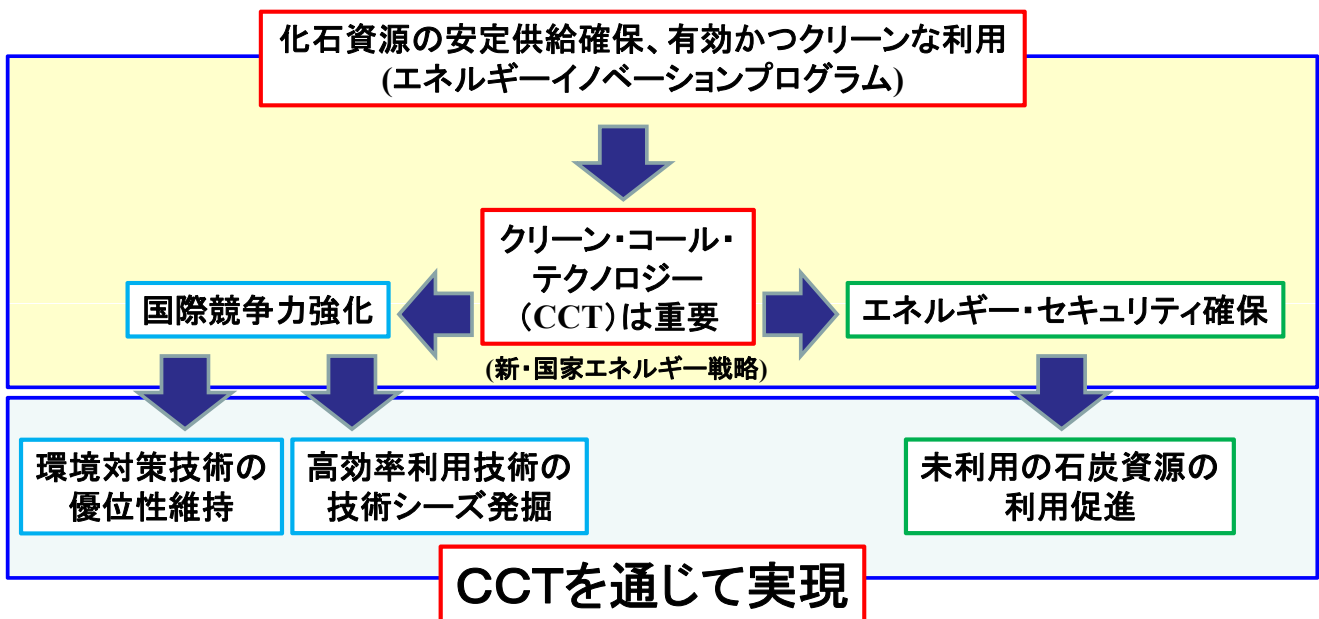 化石資源の安定供給確保、有効かつクリーンな利用
(エネルギーイノベーションプログラム)
クリーン・コール・
テクノロジー
（CCT）は重要
(新・国家エネルギー戦略)
国際競争力強化
エネルギー・セキュリティ確保
環境対策技術の
優位性維持
高効率利用技術の
技術シーズ発掘
未利用の石炭資源の
利用促進
CCTを通じて実現